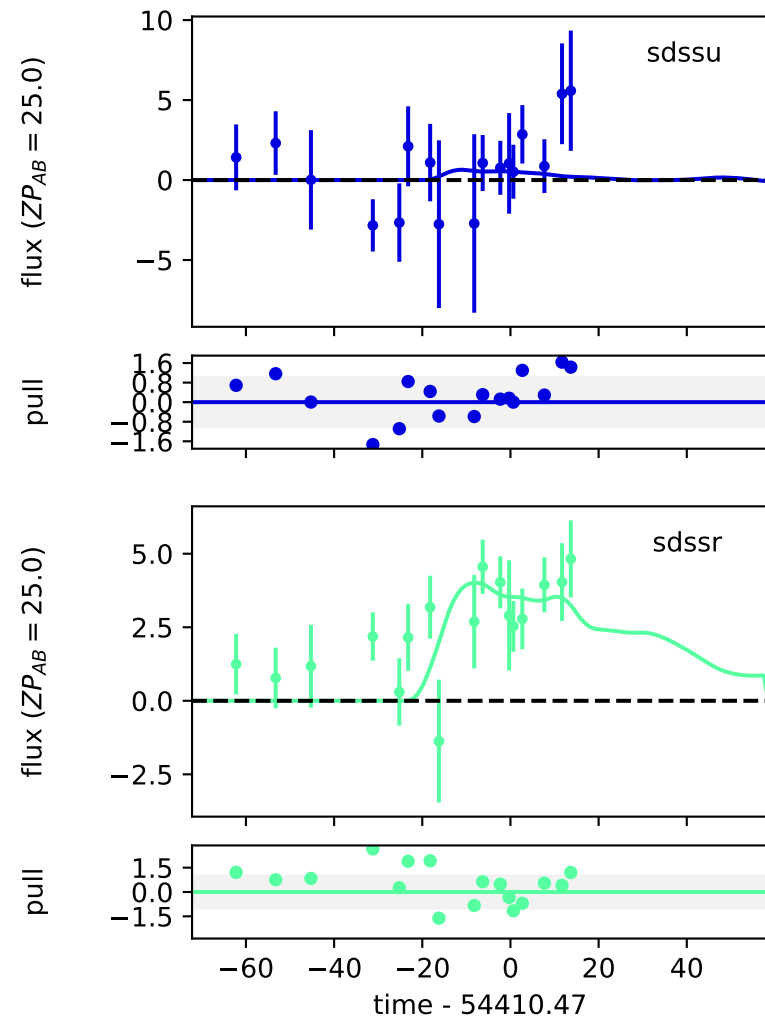 10
5
0
−5
flux (ZP_AB = 25.0)
sdssu
1.6
0.8
0.0
−0.8
−1.6
pull
5.0
2.5
0.0
−2.5
flux (ZP_AB = 25.0)
sdssr
1.5
0.0
−1.5
pull
−60 −40 −20 0 20 40
time - 54410.47